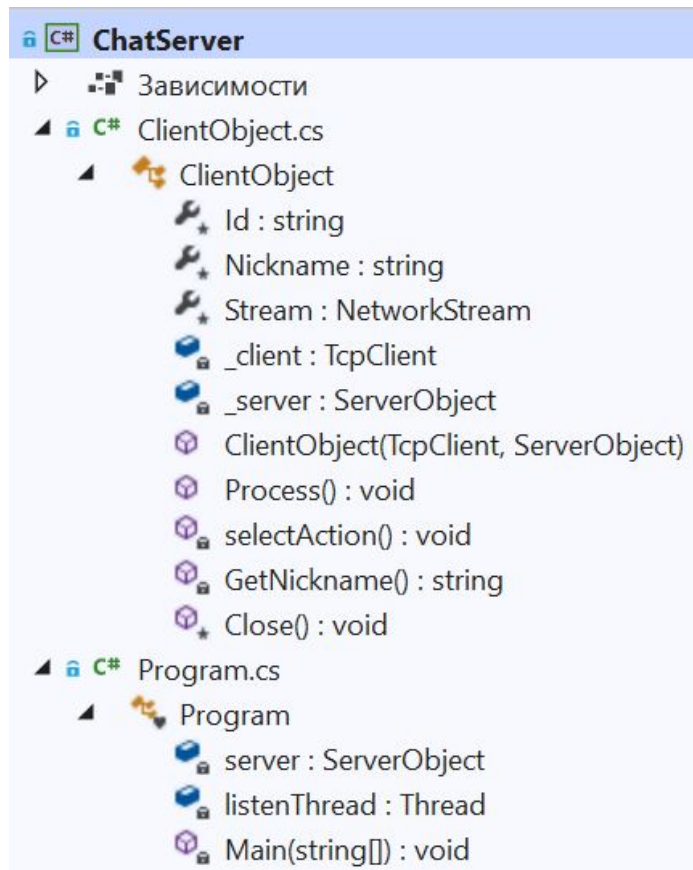 C# ChatServer
Зависимости
C# ClientObject.cs
ClientObject
Id : string
Nickname : string
Stream : NetworkStream
_client : TcpClient
_server : ServerObject
ClientObject(TcpClient, ServerObject)
Process() : void
selectAction() : void
GetNickname() : string
Close() : void
C# Program.cs
Program
server : ServerObject
listenThread : Thread
Main(string[]) : void